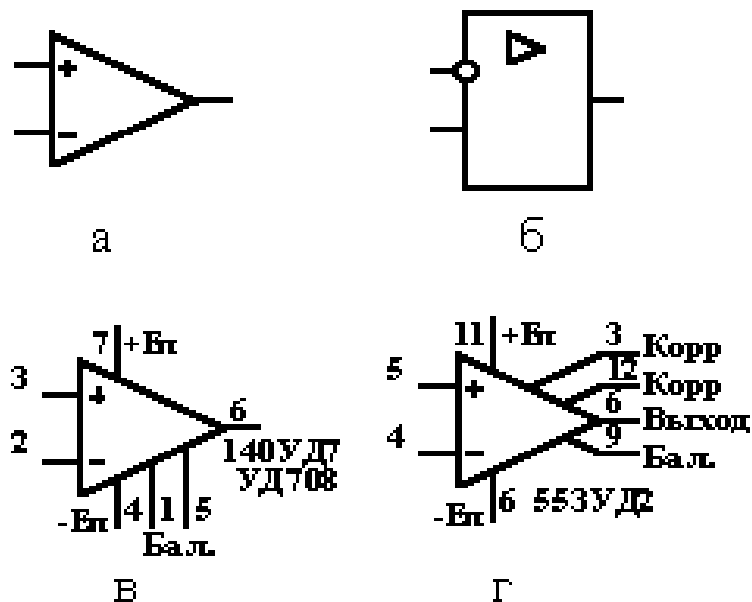 +
−
а
б
7 +Еп
3
+
2
−
6
140УД7
УД708
-Еп 4 1 5
Бал.
в
11 +Еп
5
+
4
−
3 Корр
12 Корр
6 Выход
9 Бал.
-Еп 6 553УД2
г